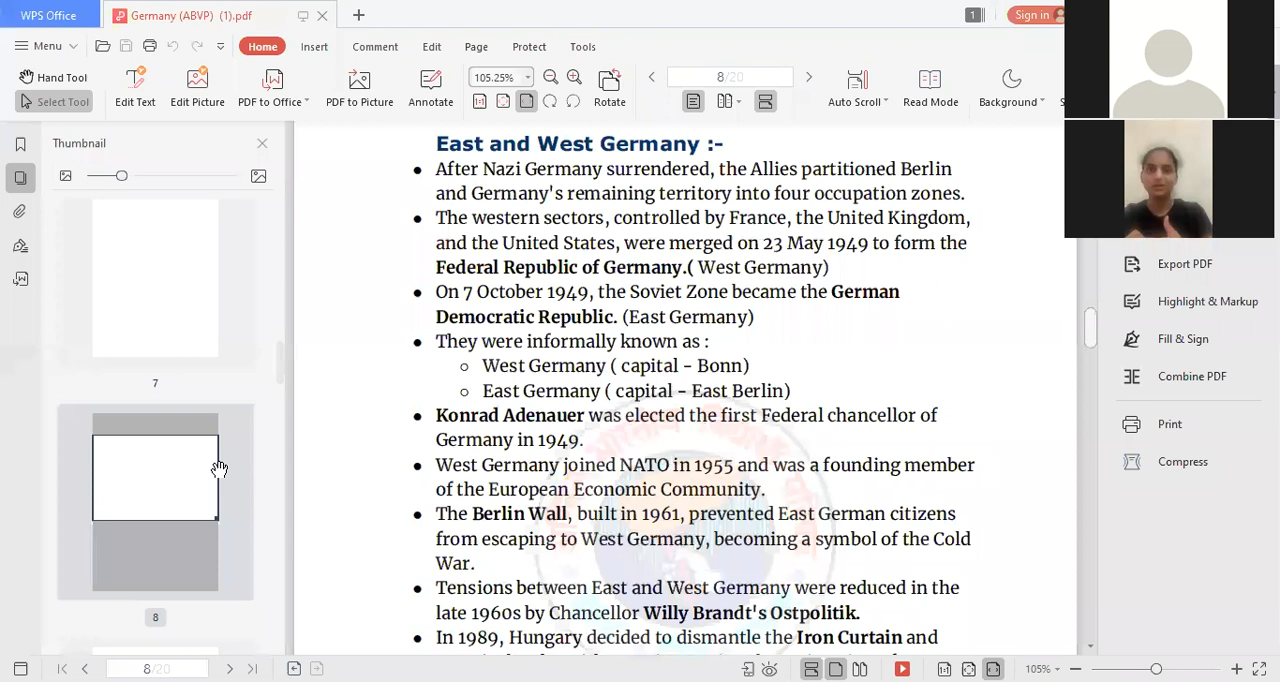 WPS Office
Germany (ABVP) (1).pdf
1
Sign in
Menu
Home
Insert
Comment
Edit
Page
Protect
Tools
Hand Tool
Select Tool
Edit Text
Edit Picture
PDF to Office
PDF to Picture
Annotate
105.25%
Rotate
8/20
Auto Scroll
Read Mode
Background
Thumbnail
7
8
East and West Germany :-
• After Nazi Germany surrendered, the Allies partitioned Berlin
and Germany's remaining territory into four occupation zones.
• The western sectors, controlled by France, the United Kingdom,
and the United States, were merged on 23 May 1949 to form the
Federal Republic of Germany.( West Germany)
• On 7 October 1949, the Soviet Zone became the German
Democratic Republic. (East Germany)
• They were informally known as :
○ West Germany ( capital - Bonn)
○ East Germany ( capital - East Berlin)
• Konrad Adenauer was elected the first Federal chancellor of
Germany in 1949.
• West Germany joined NATO in 1955 and was a founding member
of the European Economic Community.
• The Berlin Wall, built in 1961, prevented East German citizens
from escaping to West Germany, becoming a symbol of the Cold
War.
• Tensions between East and West Germany were reduced in the
late 1960s by Chancellor Willy Brandt's Ostpolitik.
• In 1989, Hungary decided to dismantle the Iron Curtain and
Export PDF
Highlight & Markup
Fill & Sign
Combine PDF
Print
Compress
8/20
105%